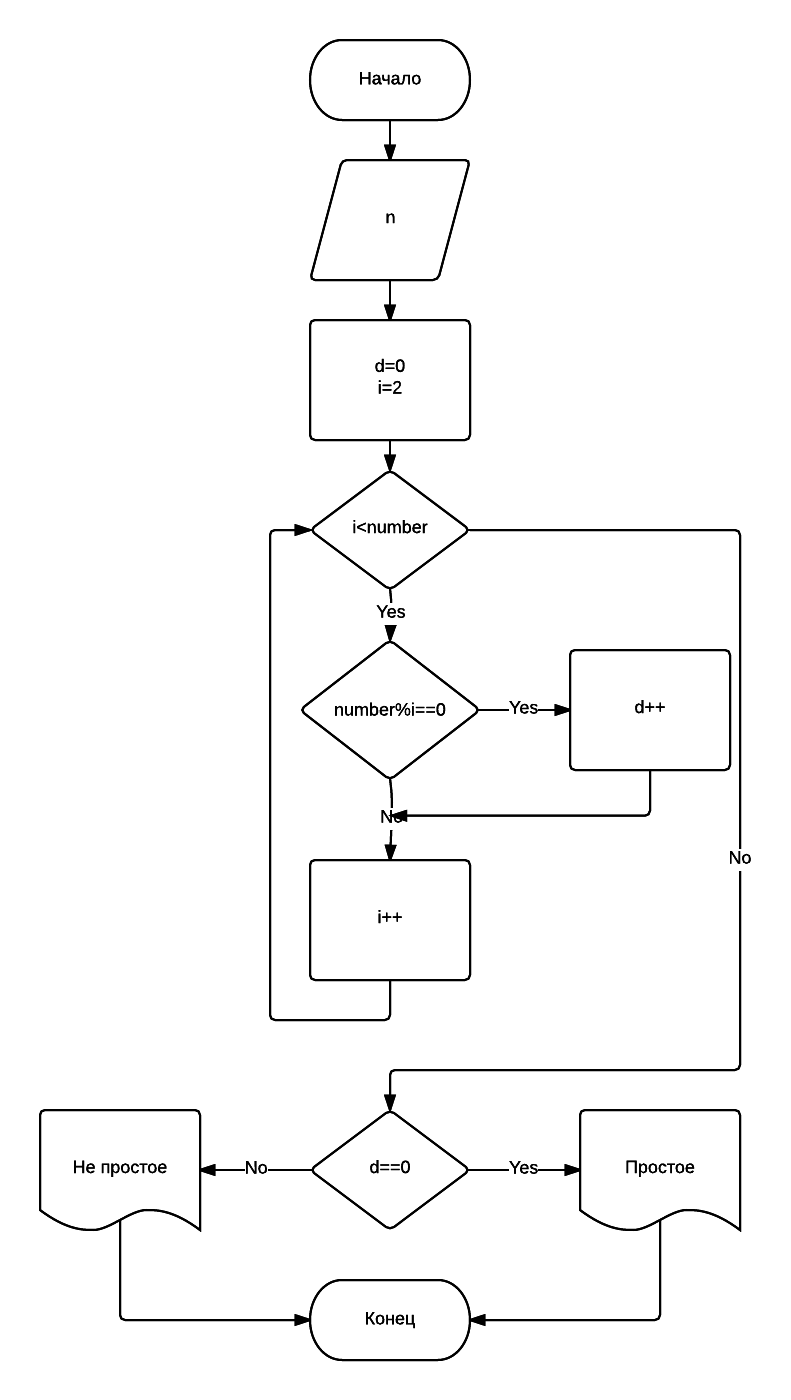 Начало
n
d=0
i=2
i<number
Yes
number%i==0
Yes
d++
No
No
i++
Не простое
No
d==0
Yes
Простое
Конец